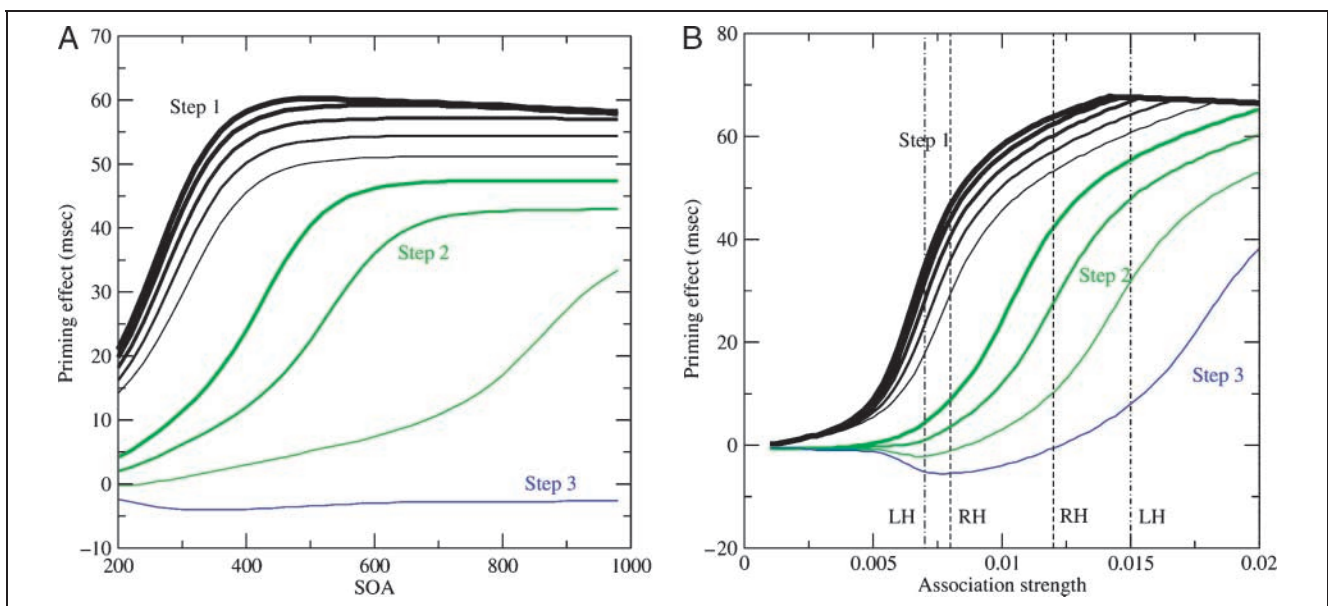 A
70
60
50
40
30
20
10
0
−10
Priming effect (msec)
Step 1
Step 2
Step 3
200
400
600
800
1000
SOA
B
80
60
40
20
0
−20
Priming effect (msec)
Step 1
Step 2
Step 3
LH
RH
RH
LH
0
0.005
0.01
0.015
0.02
Association strength